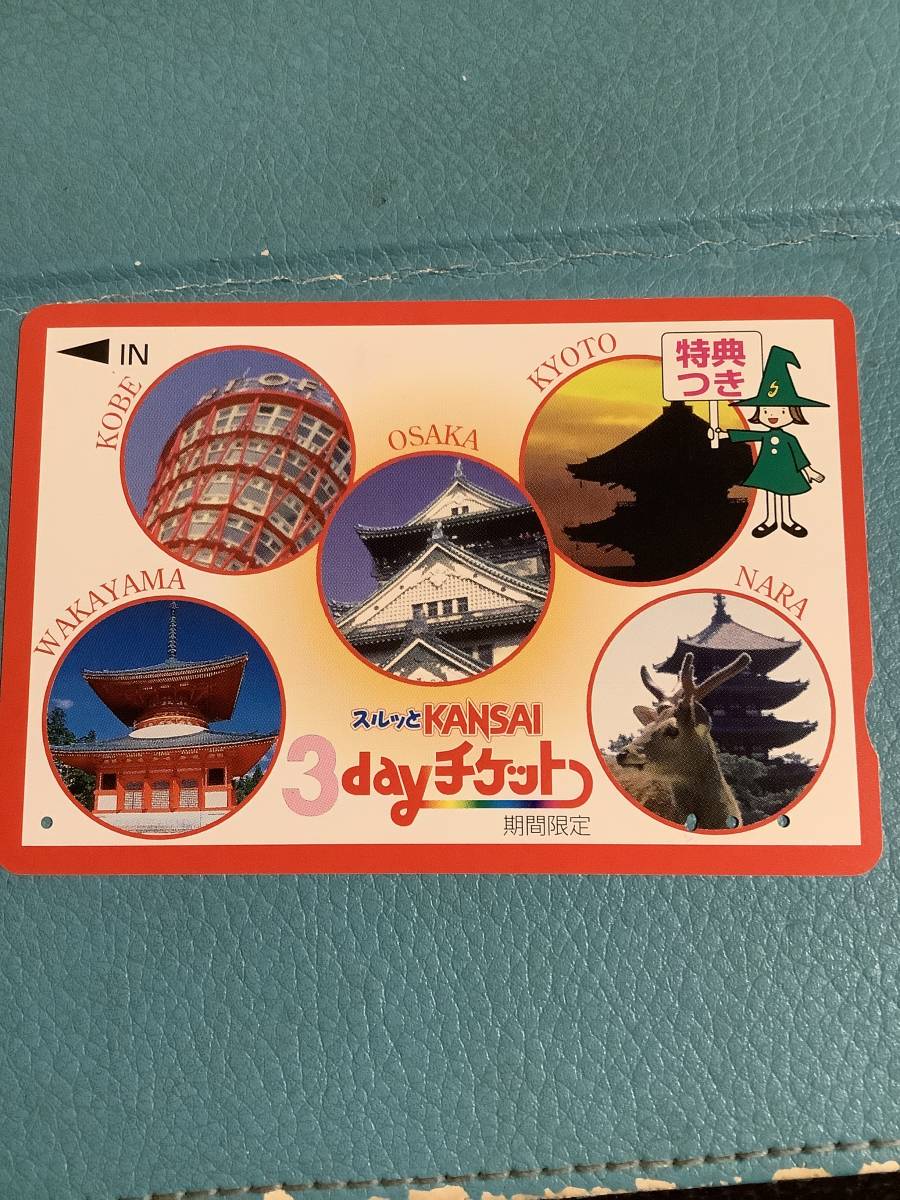 IN
KOBE
OSAKA
KYOTO
特典
つき
S
WAKAYAMA
NARA
スルッとKANSAI
3dayチケット
期間限定